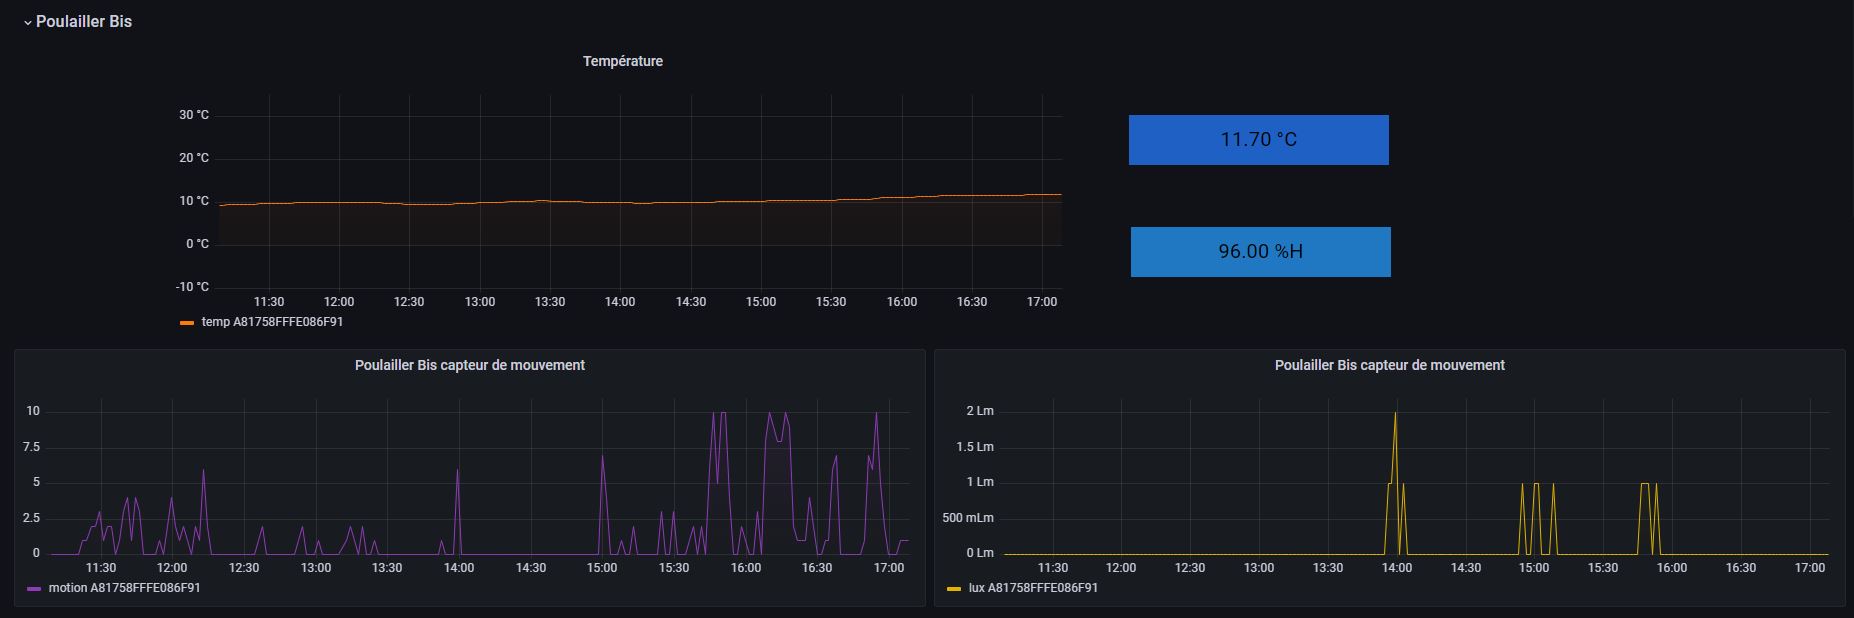 Poulailler Bis
Température
30 °C
20 °C
10 °C
0 °C
-10 °C
11:30 12:00 12:30 13:00 13:30 14:00 14:30 15:00 15:30 16:00 16:30 17:00
temp A81758FFFE086F91
11.70 °C
96.00 %H
Poulailler Bis capteur de mouvement
10
7.5
5
2.5
0
11:30 12:00 12:30 13:00 13:30 14:00 14:30 15:00 15:30 16:00 16:30 17:00
motion A81758FFFE086F91
Poulailler Bis capteur de mouvement
2 Lm
1.5 Lm
1 Lm
500 mLm
0 Lm
11:30 12:00 12:30 13:00 13:30 14:00 14:30 15:00 15:30 16:00 16:30 17:00
lux A81758FFFE086F91